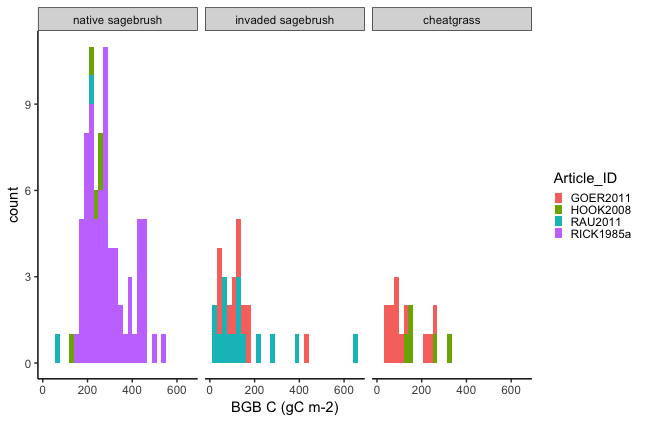 native sagebrush
invaded sagebrush
cheatgrass
count
9
6
3
0
0 200 400 600
0 200 400 600
0 200 400 600
BGB C (gC m-2)
Article_ID
GOER2011
HOOK2008
RAU2011
RICK1985a